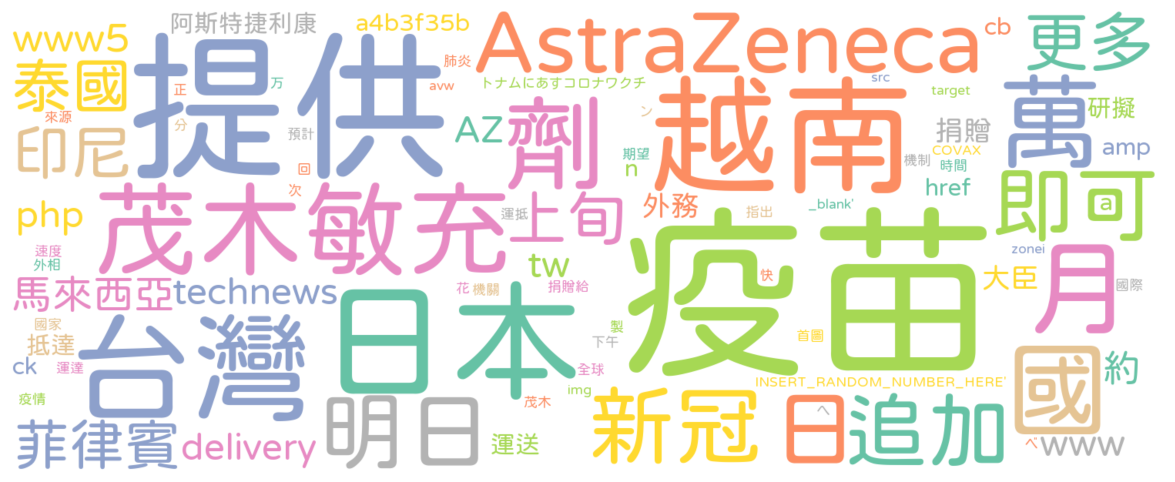 www5
阿斯特捷利康
a4b3f35b
AstraZeneca
cb
更多
泰國
提供
肺炎
avw
トナムにあすコロナワクチ
src
target
萬
研擬
正
万
來源
分
預計
AZ
劑
ン
越南
捐贈
COVAX
amp
印尼
回
次
期望
n
機制
時間
href
php
茂木敏充
運抵
上旬
外務
指出
_blank'
即可
a
速度
外相
tw
疫苗
快
zonei
大臣
月
國際
馬來西亞
technews
花
機關
捐贈給
日本
國家
抵達
台灣
製
下午
首圖
ck
運達
全球
img
INSERT_RANDOM_NUMBER_HERE'
國
約
疫情
茂木
菲律賓
delivery
明日
運送
新冠
日
へ
追加
べ
www